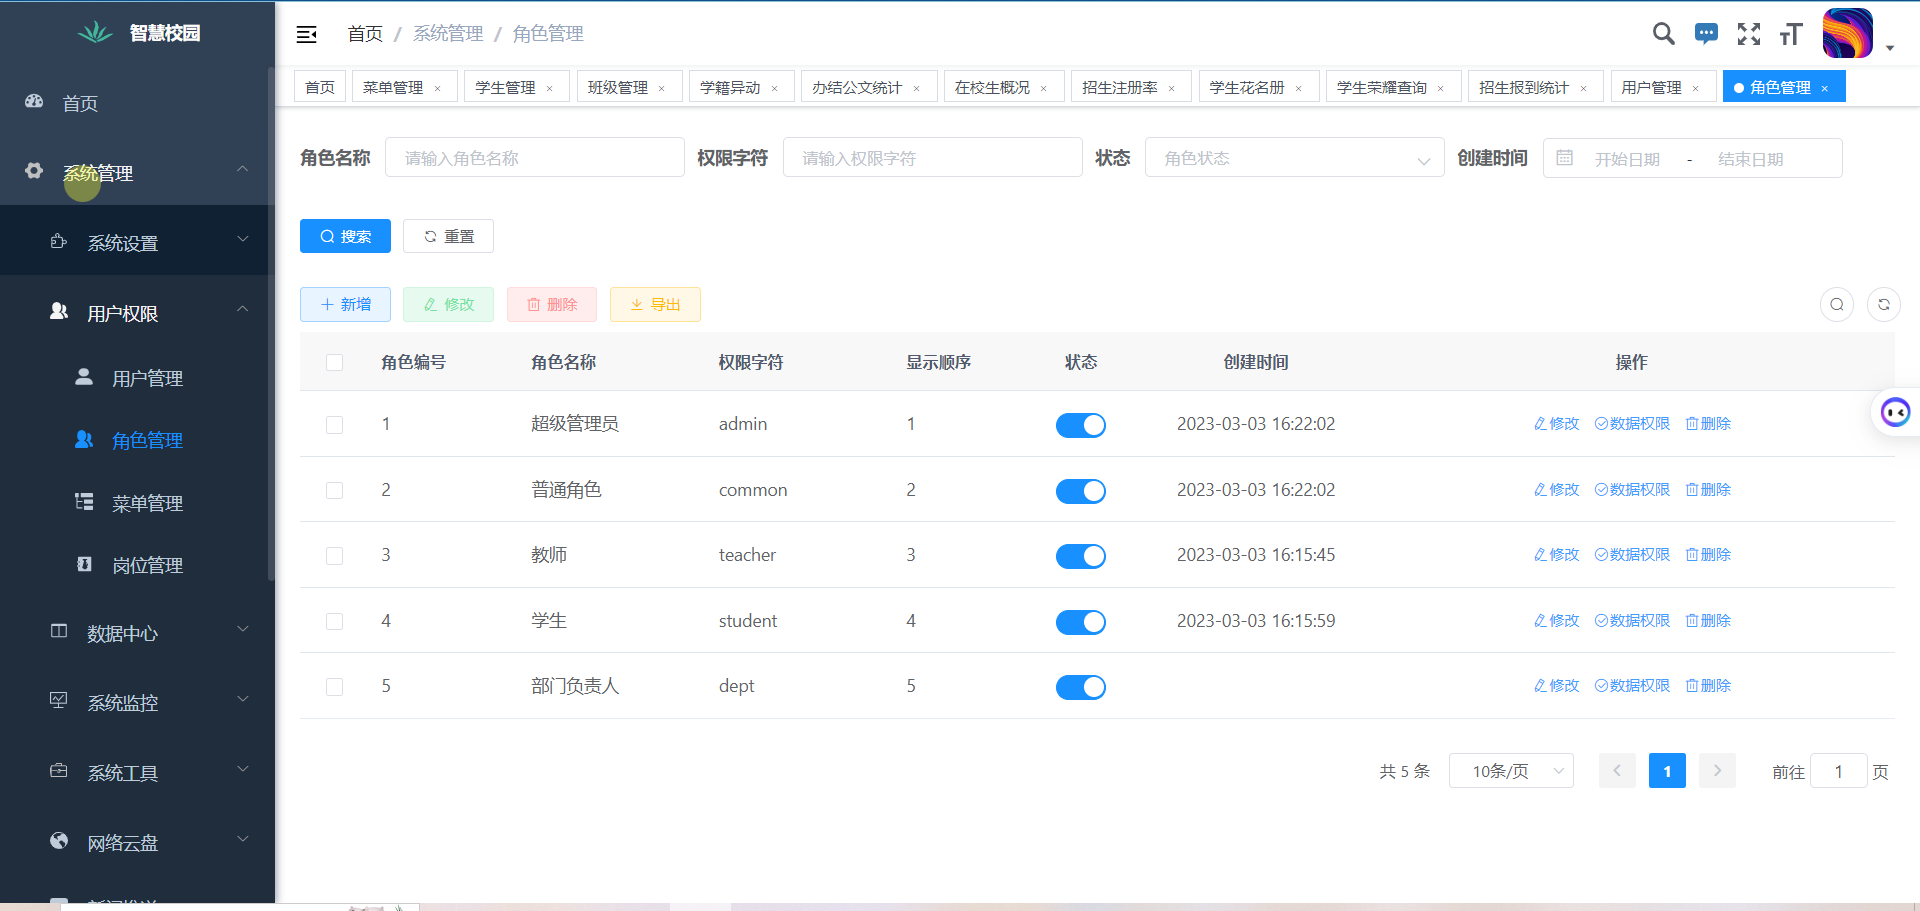 智慧校园
首页
系统管理
系统设置
用户权限
用户管理
角色管理
菜单管理
岗位管理
数据中心
系统监控
系统工具
网络云盘
首页 / 系统管理 / 角色管理
首页 菜单管理 × 学生管理 × 班级管理 × 学籍异动 × 办结公文统计 × 在校生概况 × 招生注册率 × 学生花名册 × 学生荣耀查询 × 招生报到统计 × 用户管理 × 角色管理 ×
角色名称 请输入角色名称 权限字符 请输入权限字符 状态 角色状态 创建时间 开始日期 - 结束日期
搜索 重置
新增 修改 删除 导出
角色编号 角色名称 权限字符 显示顺序 状态 创建时间 操作
1 超级管理员 admin 1 2023-03-03 16:22:02 修改 数据权限 删除
2 普通角色 common 2 2023-03-03 16:22:02 修改 数据权限 删除
3 教师 teacher 3 2023-03-03 16:15:45 修改 数据权限 删除
4 学生 student 4 2023-03-03 16:15:59 修改 数据权限 删除
5 部门负责人 dept 5 修改 数据权限 删除
共 5 条 10条/页 1 前往 1 页